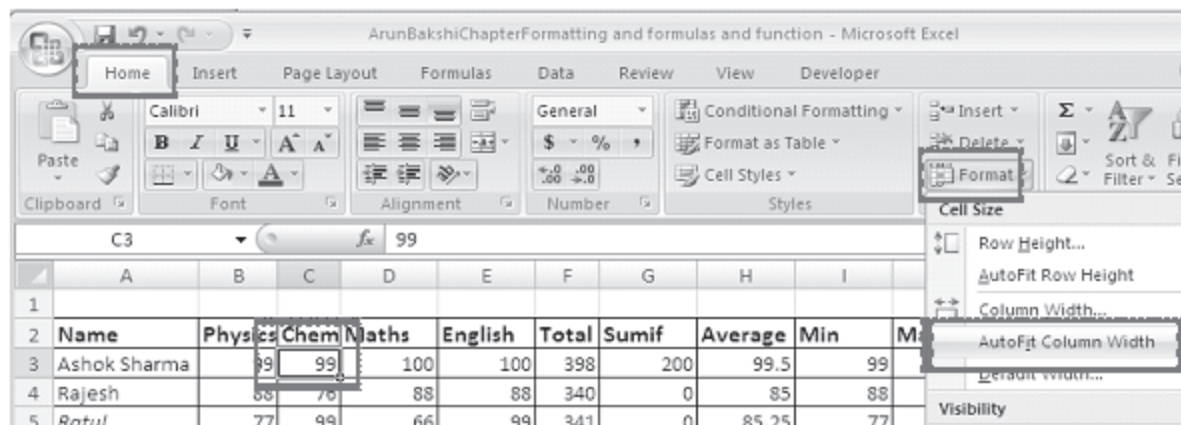 ArunBakshiChapterFormatting and formulas and function - Microsoft Excel
Home Insert Page Layout Formulas Data Review View Developer
Calibri 11 General Conditional Formatting Insert Σ
Paste B I U A A $ % , Format as Table Delete
Cell Styles Format Sort & Filter
Clipboard Font Alignment Number Styles
Cell Size
C3 fx 99 Row Height...
A B C D E F G H I AutoFit Row Height
1 Column Width...
2 Name Physics Chem Maths English Total Sumif Average Min
AutoFit Column Width
3 Ashok Sharma 99 99 100 100 398 200 99.5 99
Default Width...
4 Rajesh 88 76 88 88 340 0 85 88
Visibility
5 Ratul 77 99 66 99 341 0 85.25 77